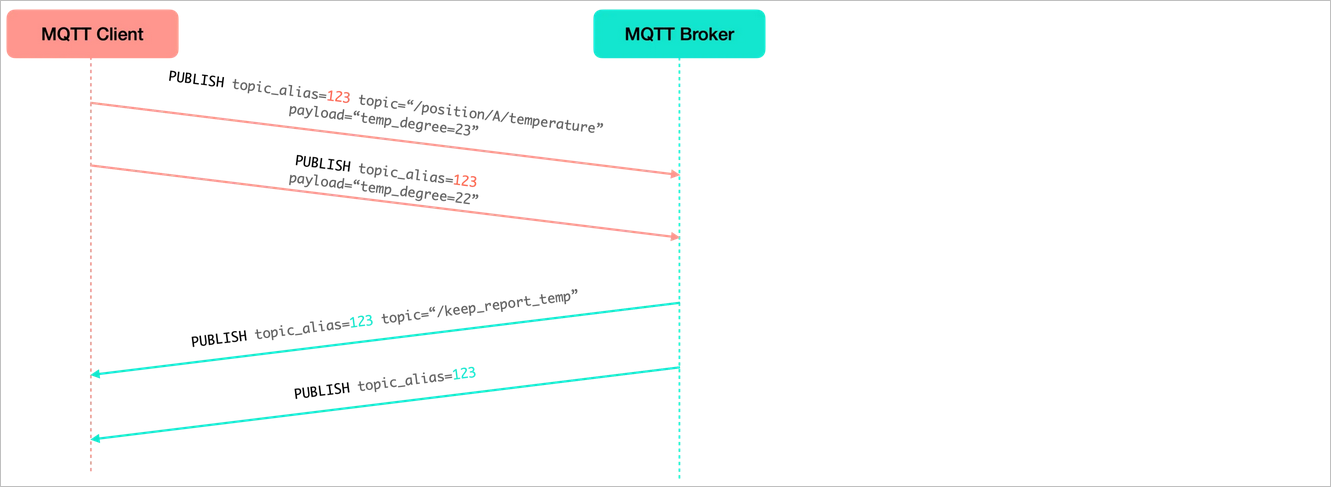 MQTT Client
MQTT Broker
PUBLISH topic_alias=123 topic=“/position/A/temperature”
payload=“temp_degree=23”
PUBLISH topic_alias=123
payload=“temp_degree=22”
PUBLISH topic_alias=123 topic=“/keep_report_temp”
PUBLISH topic_alias=123